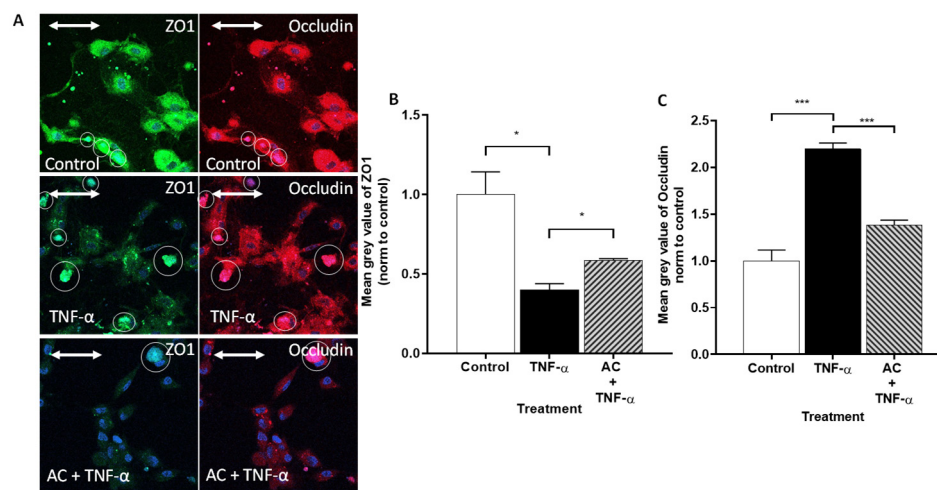 A
ZO1
Occludin
Control
Control
ZO1
Occludin
TNF-α
TNF-α
ZO1
Occludin
AC + TNF-α
AC + TNF-α
B
Mean grey value of ZO1
(norm to control)
1.5
1.0
0.5
0.0
*
*
Control
TNF-α
AC
+
TNF-α
Treatment
C
Mean grey value of Occludin
norm to control)
2.5
2.0
1.5
1.0
0.5
0.0
***
***
Control
TNF-α
AC
+
TNF-α
Treatment